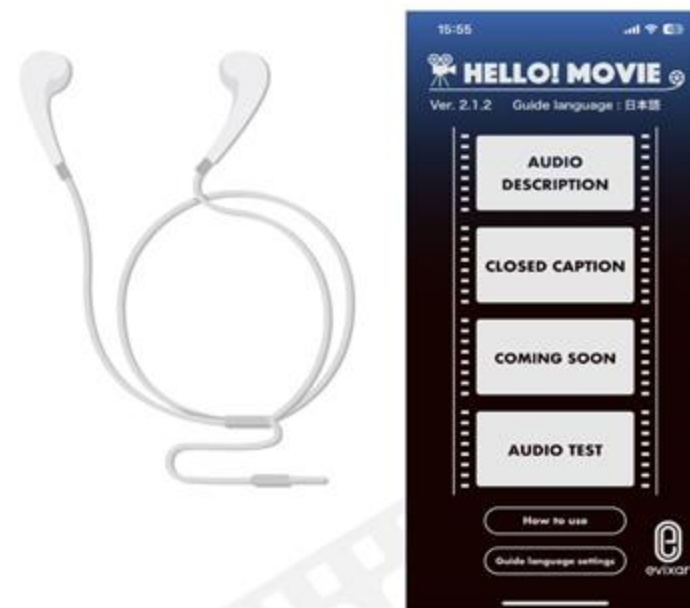 15:55
HELLO! MOVIE
Ver. 2.1.2 Guide language : 日本語
AUDIO
DESCRIPTION
CLOSED CAPTION
COMING SOON
AUDIO TEST
How to use
Guide language settings
evixar